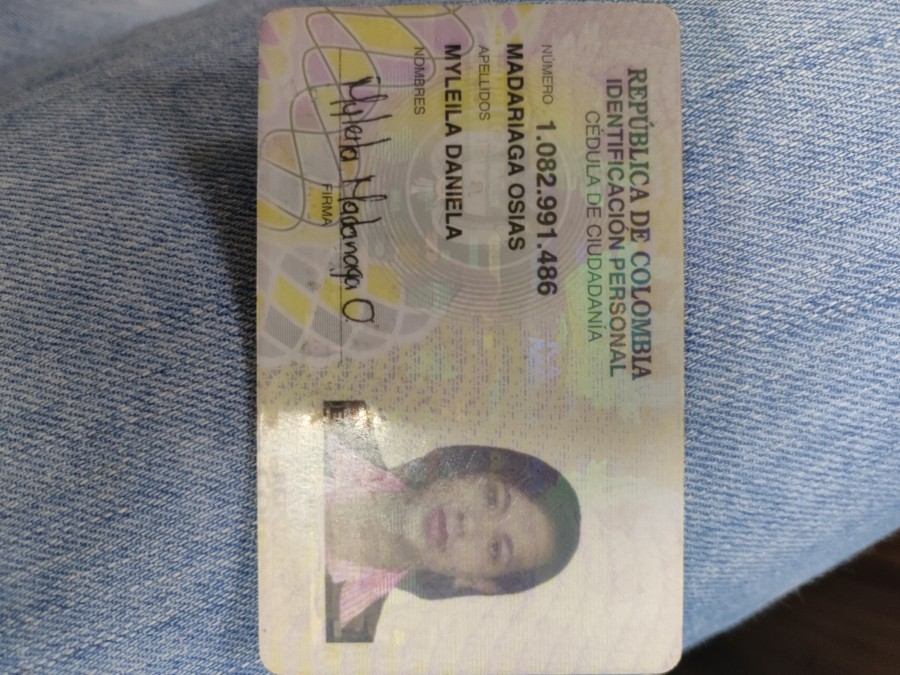 REPÚBLICA DE COLOMBIA
IDENTIFICACIÓN PERSONAL
CÉDULA DE CIUDADANÍA
NÚMERO 1.082.991.486
MADARIAGA OSIAS
APELLIDOS
MYLEILA DANIELA
NOMBRES
Myleila Madariaga O.
FIRMA